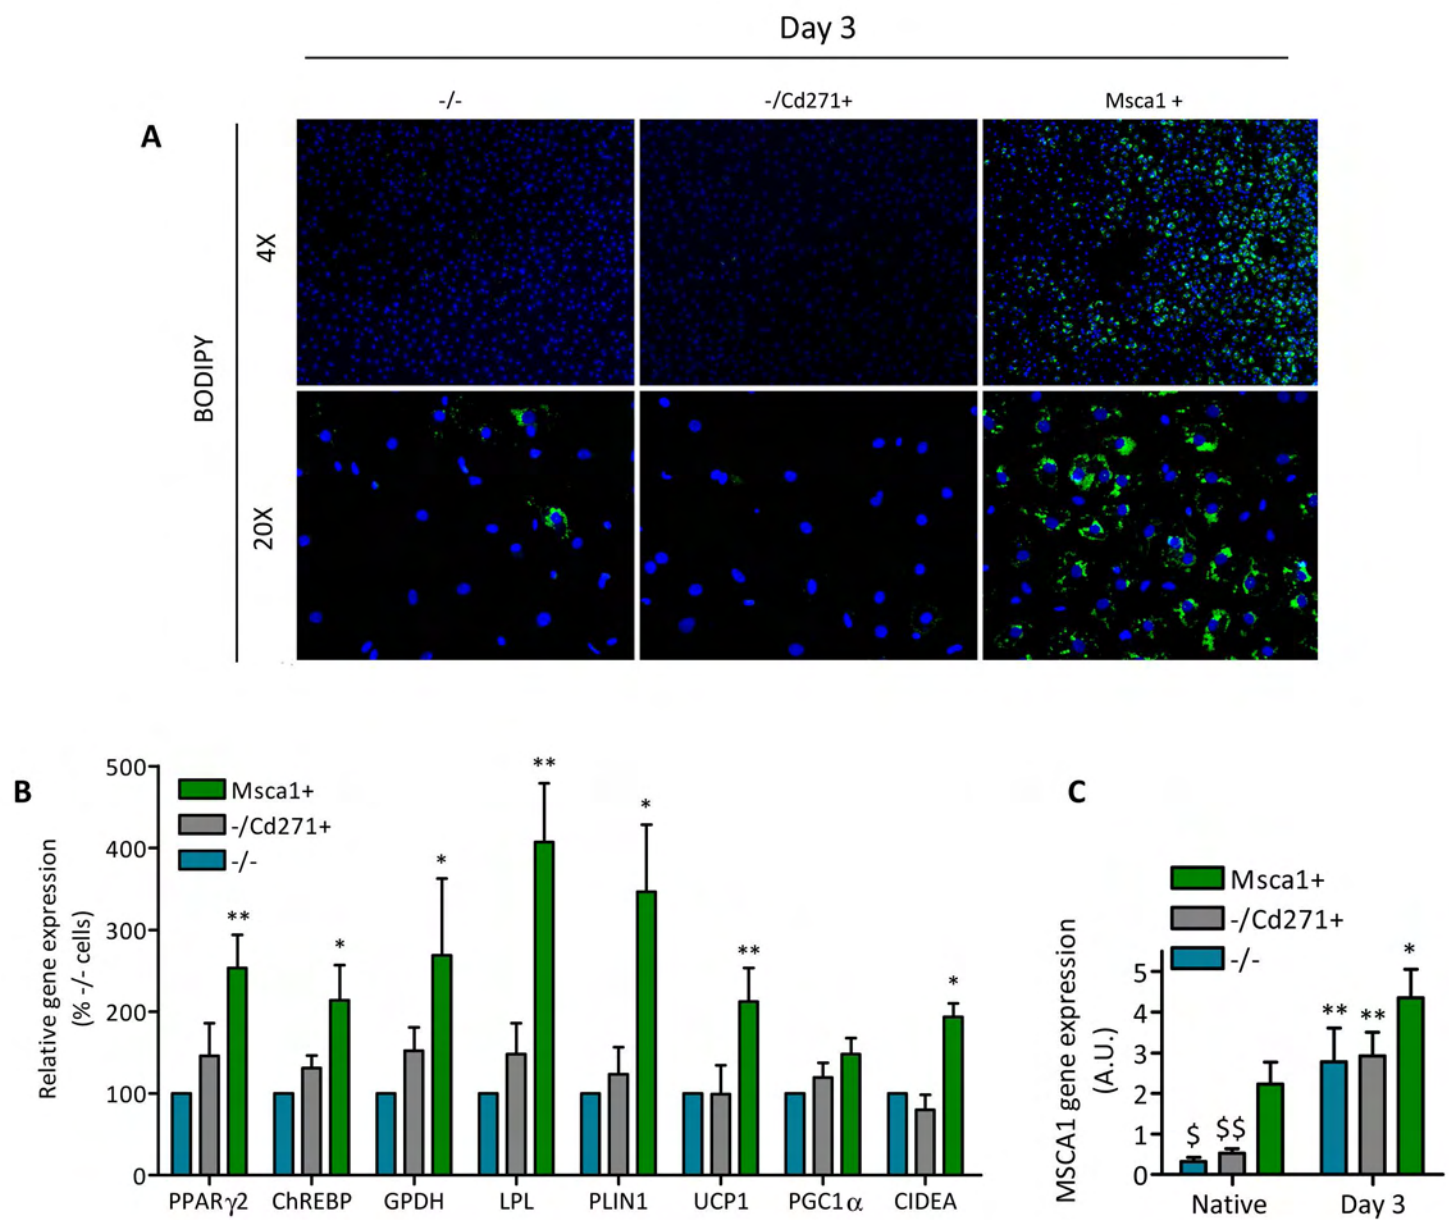 Day 3
-/-
-/Cd271+
Msca1 +
A
4X
BODIPY
20X
B
Relative gene expression
(% -/- cells)
500
400
300
200
100
0
Msca1+
-/Cd271+
-/-
**
*
*
**
*
**
*
PPARγ2
ChREBP
GPDH
LPL
PLIN1
UCP1
PGC1α
CIDEA
C
MSCA1 gene expression
(A.U.)
Msca1+
-/Cd271+
-/-
5
4
3
2
1
0
$
$$
**
**
*
Native
Day 3